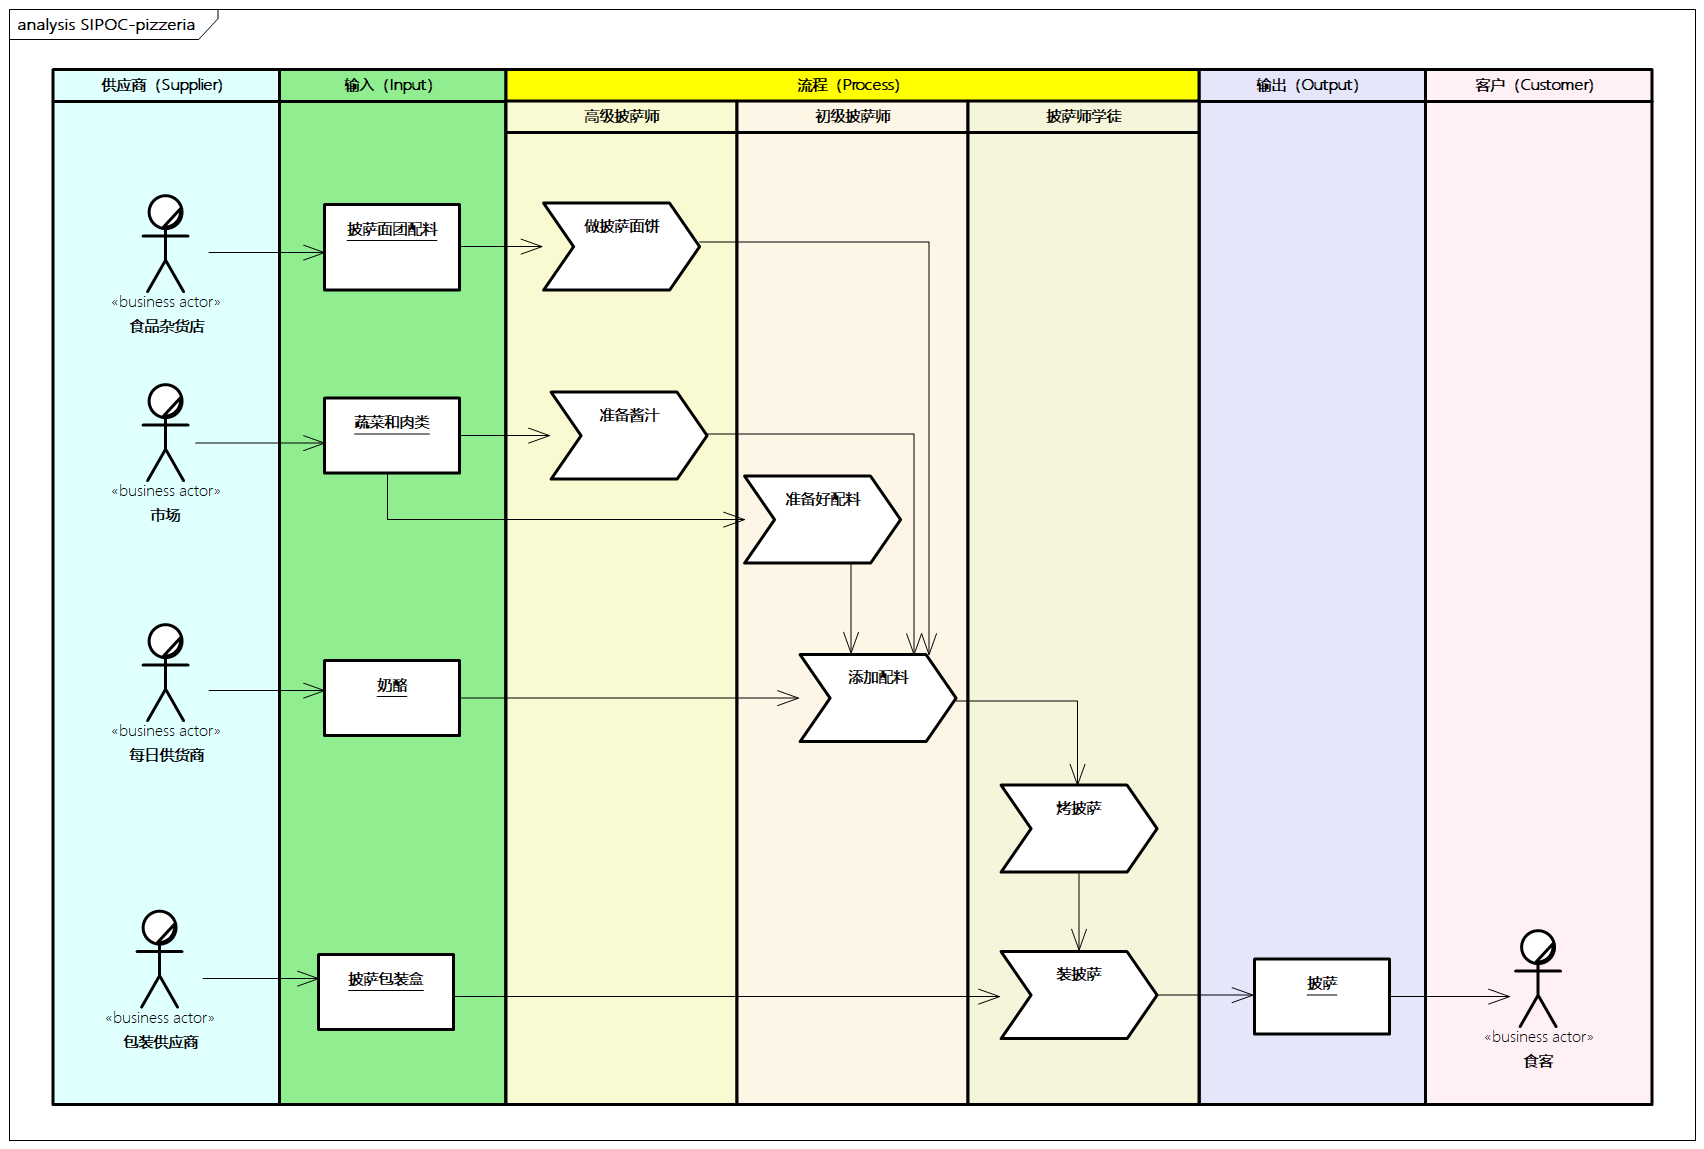 analysis SIPOC-pizzeria
供应商（Supplier）
输入（Input）
流程（Process）
输出（Output）
客户（Customer）
高级披萨师
初级披萨师
披萨师学徒
披萨面团配料
做披萨面饼
«business actor»
食品杂货店
蔬菜和肉类
准备酱汁
«business actor»
市场
准备好配料
奶酪
添加配料
«business actor»
每日供货商
烤披萨
披萨包装盒
装披萨
披萨
«business actor»
包装供应商
«business actor»
食客